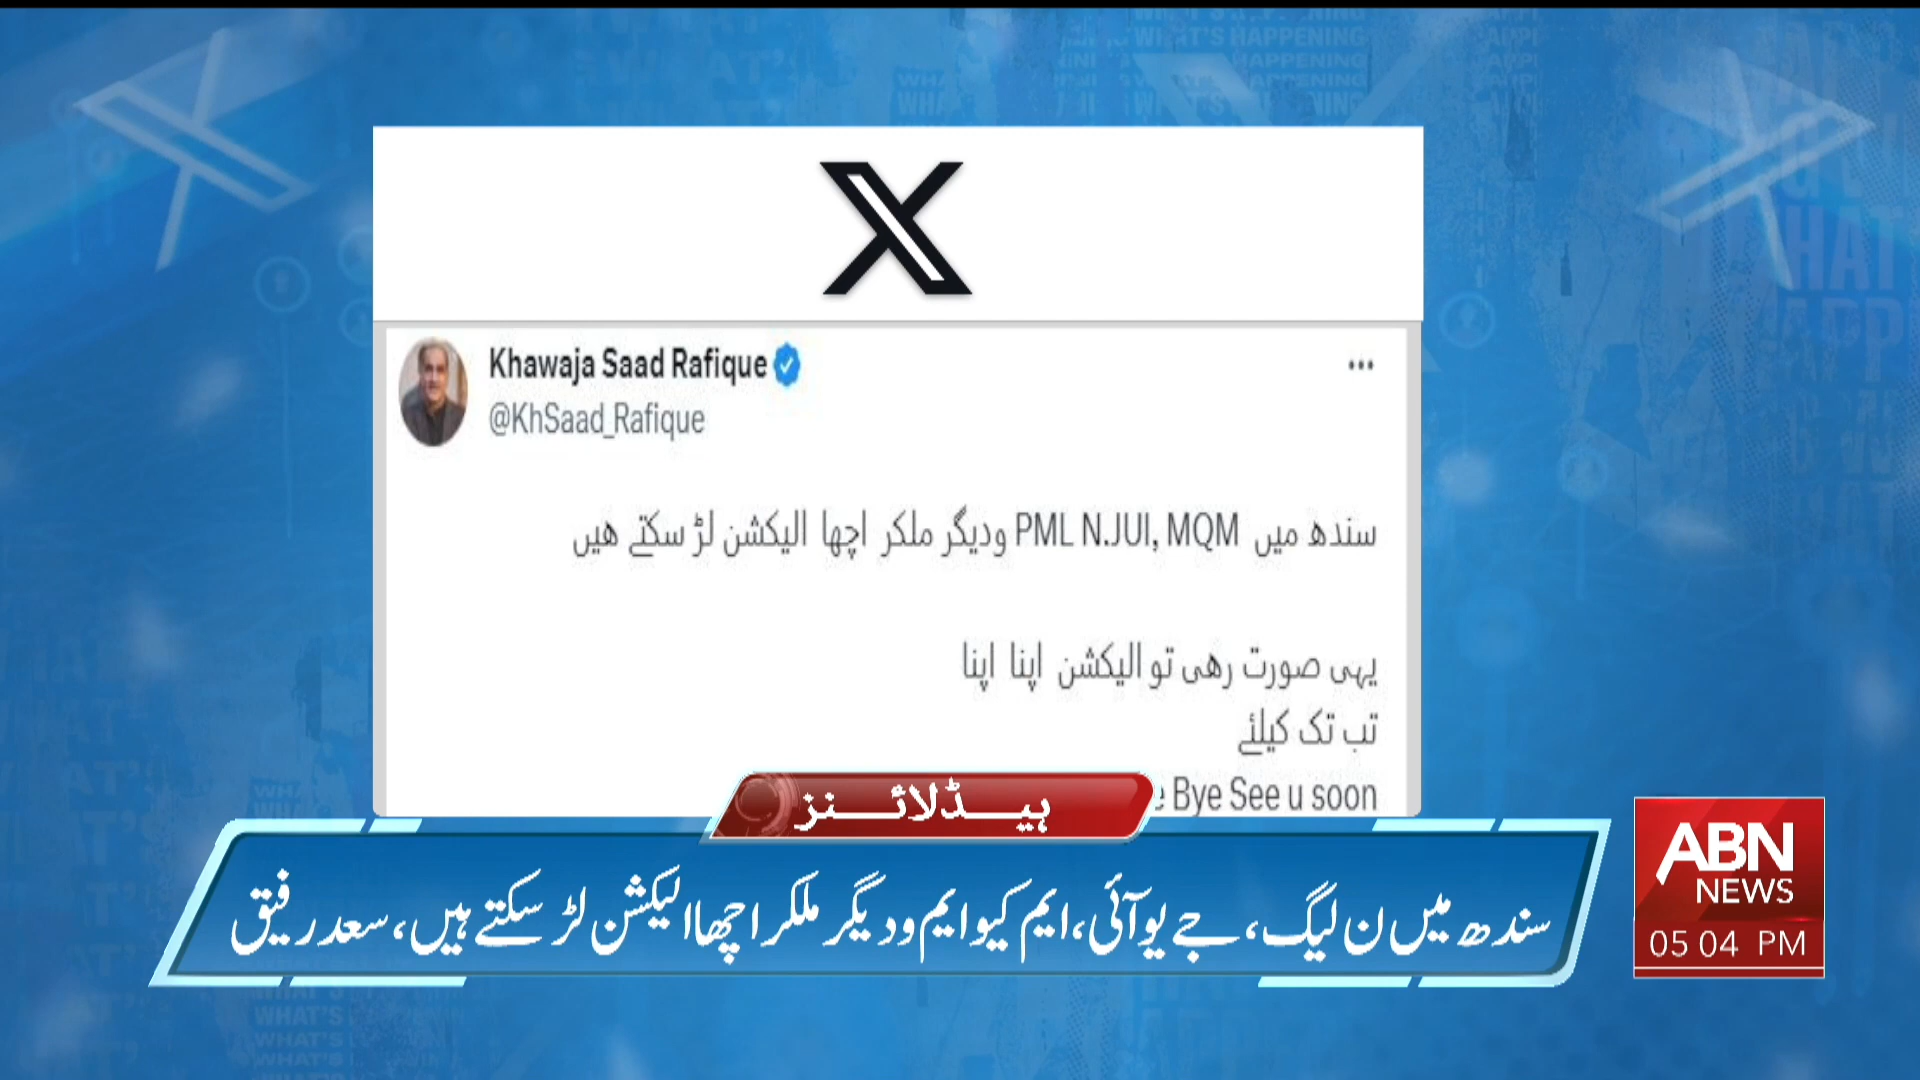 Khawaja Saad Rafique
@KhSaad_Rafique
سندھ میں PML N.JUI, MQM ودیگر ملکر اچھا الیکشن لڑ سکتے ھیں
یہی صورت رھی تو الیکشن اپنا اپنا
تب تک کیلئے
Bye See u soon
ہیڈلائنز
سندھ میں ن لیگ، جے یو آئی، ایم کیو ایم ودیگر ملکر اچھا الیکشن لڑ سکتے ہیں، سعد رفیق
ABN
NEWS
05 04 PM